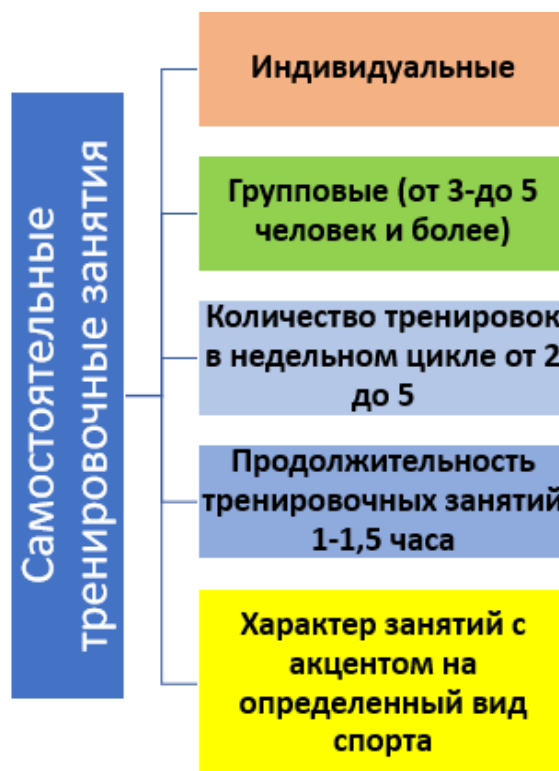 Самостоятельные
тренировочные занятия
Индивидуальные
Групповые (от 3-до 5
человек и более)
Количество тренировок
в недельном цикле от 2
до 5
Продолжительность
тренировочных занятий
1-1,5 часа
Характер занятий с
акцентом на
определенный вид
спорта